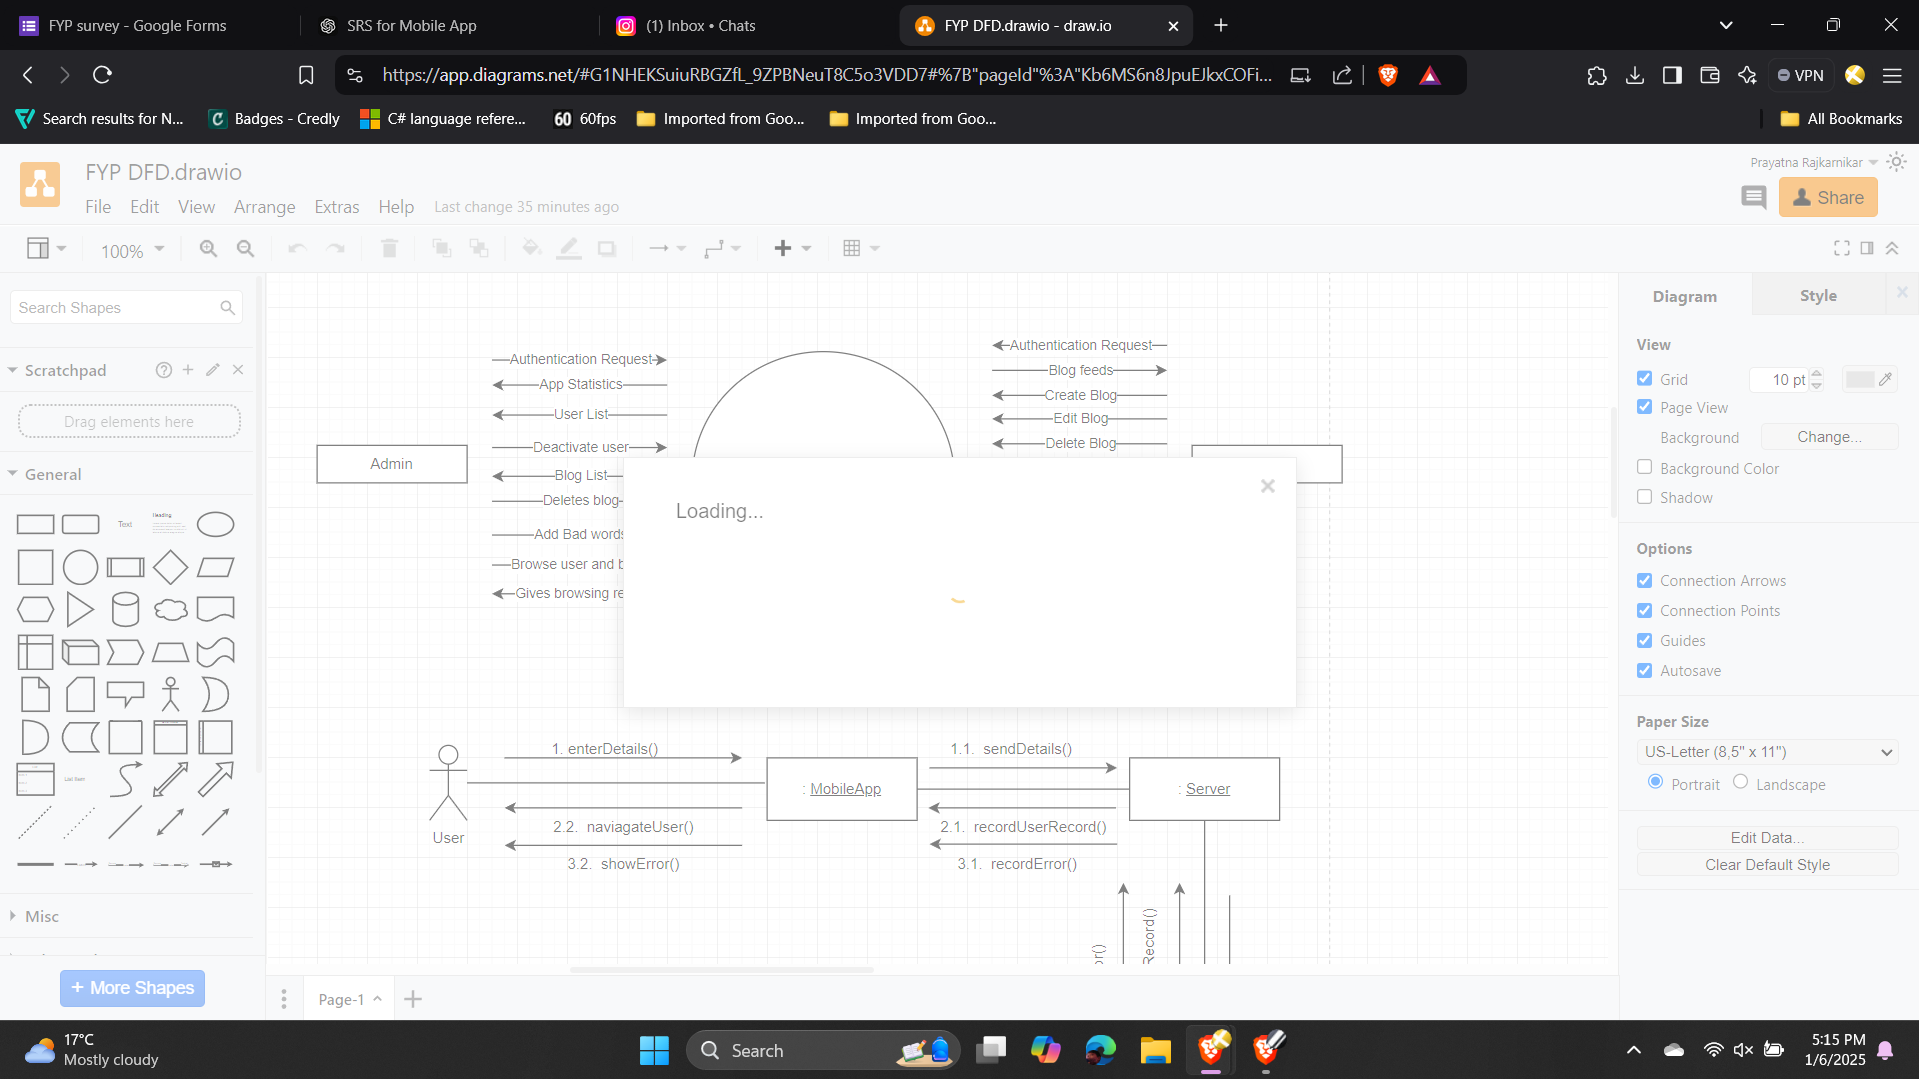 FYP survey - Google Forms
SRS for Mobile App
(1) Inbox • Chats
FYP DFD.drawio - draw.io
https://app.diagrams.net/#G1NHEKSuiuRBGZfL_9ZPBNeuT8C5o3VDD7#%7B"pageId"%3A"Kb6MS6n8JpuEJkxCOFi...
VPN
Search results for N...
Badges - Credly
C# language refere...
60 60fps
Imported from Goo...
Imported from Goo...
All Bookmarks
FYP DFD.drawio
Prayatna Rajkarnikar
File Edit View Arrange Extras Help Last change 35 minutes ago
Share
100%
Search Shapes
Scratchpad
Drag elements here
General
Text
Heading
List Item
Misc
+ More Shapes
Authentication Request
App Statistics
User List
Deactivate user
Blog List
Deletes blog
Add Bad words
Browse user and b
Gives browsing re
Admin
Authentication Request
Blog feeds
Create Blog
Edit Blog
Delete Blog
Loading...
1. enterDetails()
1.1. sendDetails()
: MobileApp
: Server
2.2. naviagateUser()
2.1. recordUserRecord()
User
3.2. showError()
3.1. recordError()
Record()
or()
Page-1
Diagram
Style
View
Grid
10 pt
Page View
Background
Change...
Background Color
Shadow
Options
Connection Arrows
Connection Points
Guides
Autosave
Paper Size
US-Letter (8,5" x 11")
Portrait
Landscape
Edit Data...
Clear Default Style
17°C
Mostly cloudy
Search
5:15 PM
1/6/2025